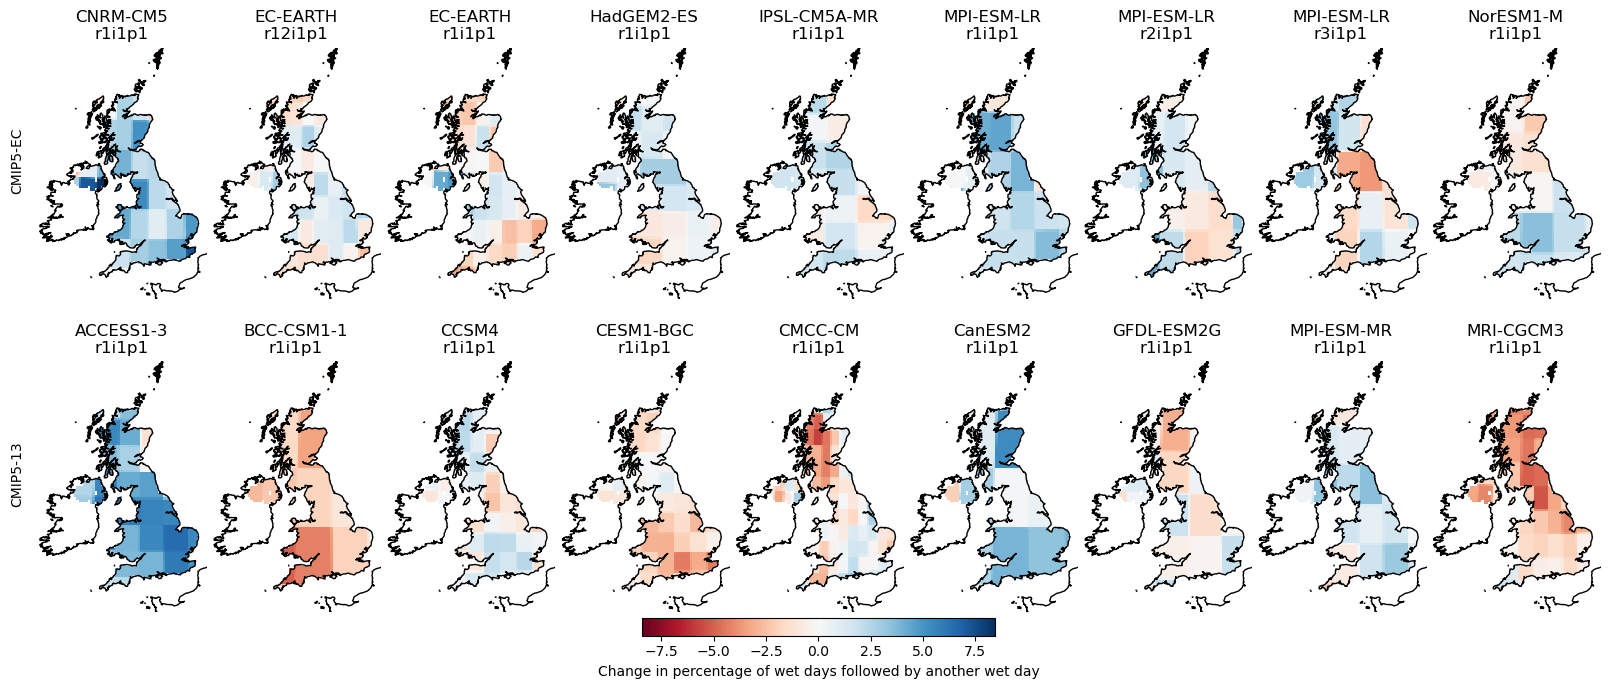 CNRM-CM5 EC-EARTH EC-EARTH HadGEM2-ES IPSL-CM5A-MR MPI-ESM-LR MPI-ESM-LR MPI-ESM-LR NorESM1-M
r1i1p1 r12i1p1 r1i1p1 r1i1p1 r1i1p1 r1i1p1 r2i1p1 r3i1p1 r1i1p1
CMIP5-EC
ACCESS1-3 BCC-CSM1-1 CCSM4 CESM1-BGC CMCC-CM CanESM2 GFDL-ESM2G MPI-ESM-MR MRI-CGCM3
r1i1p1 r1i1p1 r1i1p1 r1i1p1 r1i1p1 r1i1p1 r1i1p1 r1i1p1 r1i1p1
CMIP5-13
−7.5 −5.0 −2.5 0.0 2.5 5.0 7.5
Change in percentage of wet days followed by another wet day